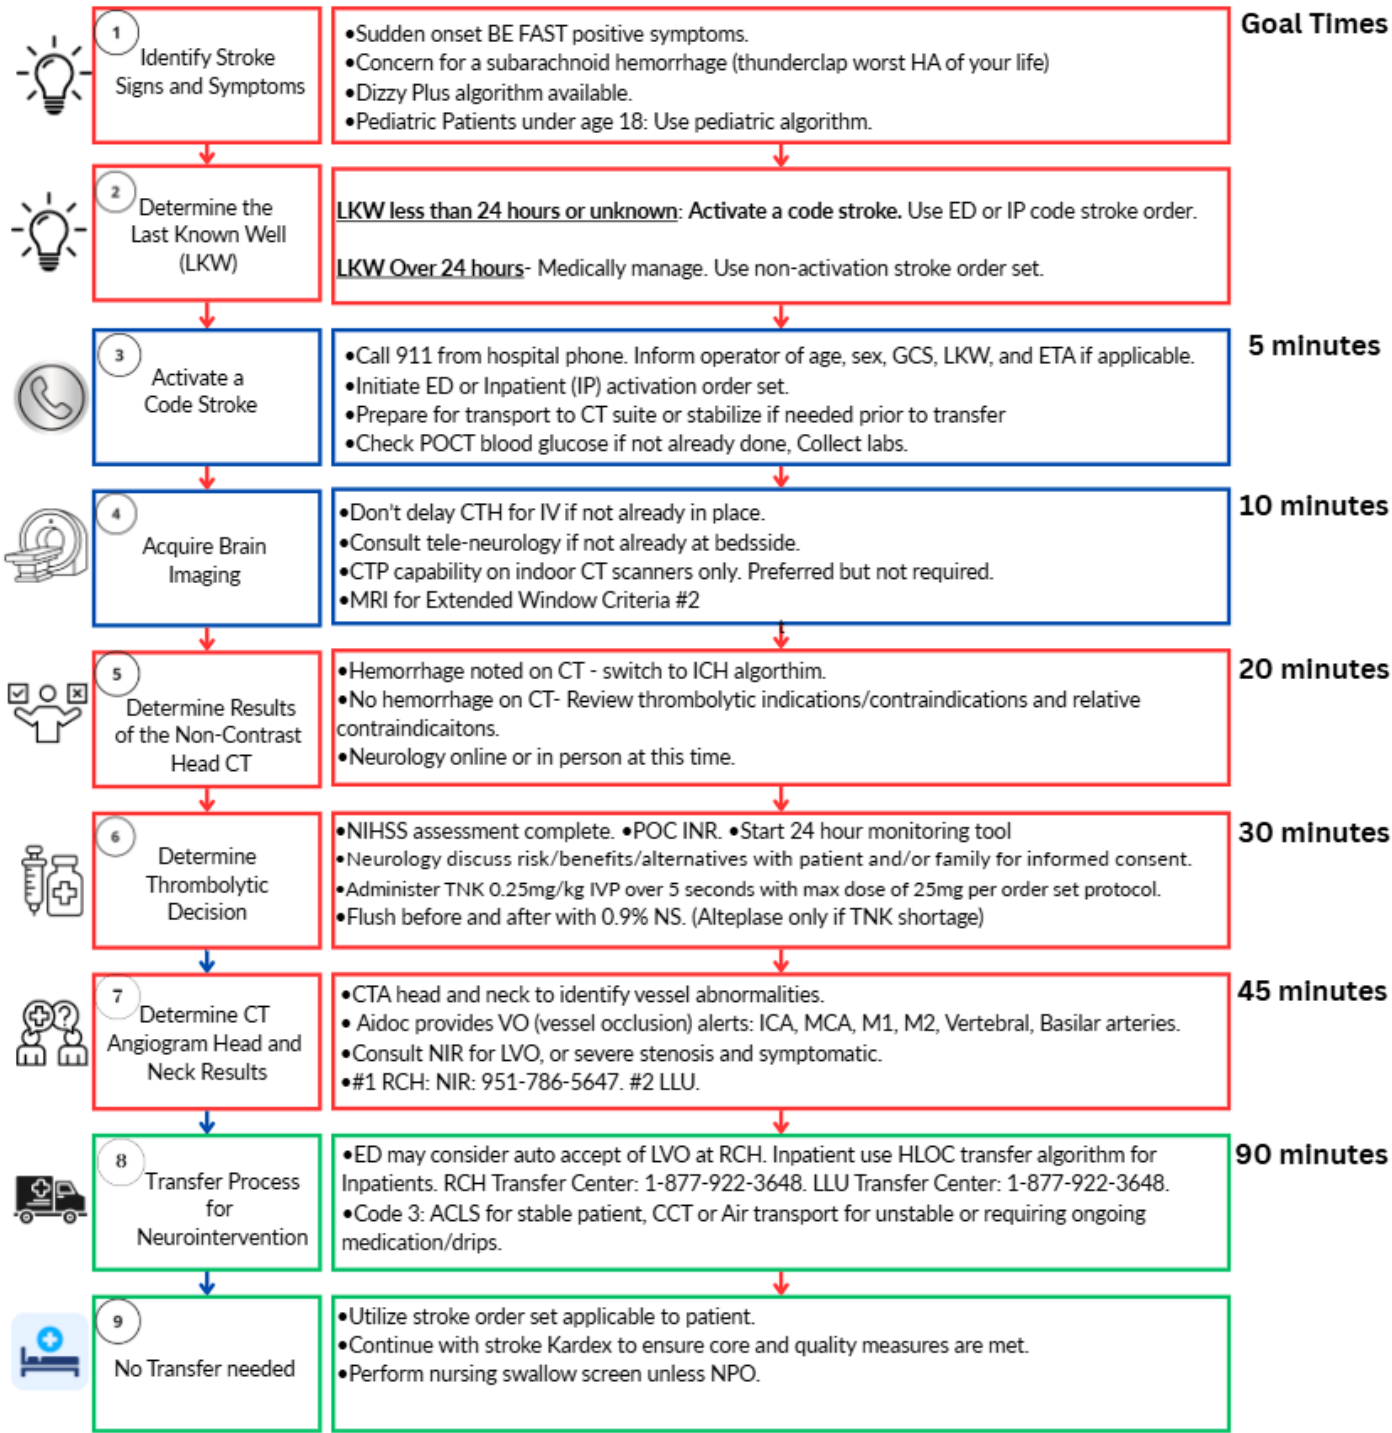 Goal Times
1
Identify Stroke
Signs and Symptoms
•Sudden onset BE FAST positive symptoms.
•Concern for a subarachnoid hemorrhage (thunderclap worst HA of your life)
•Dizzy Plus algorithm available.
•Pediatric Patients under age 18: Use pediatric algorithm.
2
Determine the
Last Known Well
(LKW)
LKW less than 24 hours or unknown: Activate a code stroke. Use ED or IP code stroke order.
LKW Over 24 hours- Medically manage. Use non-activation stroke order set.
5 minutes
3
Activate a
Code Stroke
•Call 911 from hospital phone. Inform operator of age, sex, GCS, LKW, and ETA if applicable.
•Initiate ED or Inpatient (IP) activation order set.
•Prepare for transport to CT suite or stabilize if needed prior to transfer
•Check POCT blood glucose if not already done, Collect labs.
10 minutes
4
Acquire Brain
Imaging
•Don't delay CTH for IV if not already in place.
•Consult tele-neurology if not already at bedsside.
•CTP capability on indoor CT scanners only. Preferred but not required.
•MRI for Extended Window Criteria #2
t
20 minutes
5
Determine Results
of the Non-Contrast
Head CT
•Hemorrhage noted on CT - switch to ICH algorthim.
•No hemorrhage on CT- Review thrombolytic indications/contraindications and relative
contraindicaitons.
•Neurology online or in person at this time.
30 minutes
6
Determine
Thrombolytic
Decision
•NIHSS assessment complete. •POC INR. •Start 24 hour monitoring tool
•Neurology discuss risk/benefits/alternatives with patient and/or family for informed consent.
•Administer TNK 0.25mg/kg IVP over 5 seconds with max dose of 25mg per order set protocol.
•Flush before and after with 0.9% NS. (Alteplase only if TNK shortage)
45 minutes
7
Determine CT
Angiogram Head and
Neck Results
•CTA head and neck to identify vessel abnormalities.
• Aidoc provides VO (vessel occlusion) alerts: ICA, MCA, M1, M2, Vertebral, Basilar arteries.
•Consult NIR for LVO, or severe stenosis and symptomatic.
•#1 RCH: NIR: 951-786-5647. #2 LLU.
90 minutes
8
Transfer Process
for
Neurointervention
•ED may consider auto accept of LVO at RCH. Inpatient use HLOC transfer algorithm for
Inpatients. RCH Transfer Center: 1-877-922-3648. LLU Transfer Center: 1-877-922-3648.
•Code 3: ACLS for stable patient, CCT or Air transport for unstable or requiring ongoing
medication/drips.
9
No Transfer needed
•Utilize stroke order set applicable to patient.
•Continue with stroke Kardex to ensure core and quality measures are met.
•Perform nursing swallow screen unless NPO.